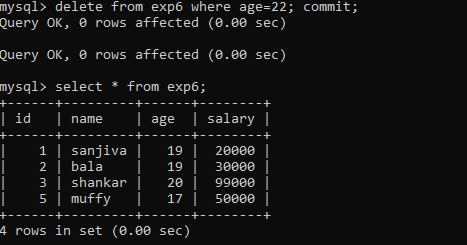 mysql> delete from exp6 where age=22; commit;
Query OK, 0 rows affected (0.00 sec)

Query OK, 0 rows affected (0.00 sec)

mysql> select * from exp6;
+------+----------+------+--------+
| id   | name     | age  | salary |
+------+----------+------+--------+
|    1 | sanjiva  |   19 |  20000 |
|    2 | bala     |   19 |  30000 |
|    3 | shankar  |   20 |  99000 |
|    5 | muffy    |   17 |  50000 |
+------+----------+------+--------+
4 rows in set (0.00 sec)